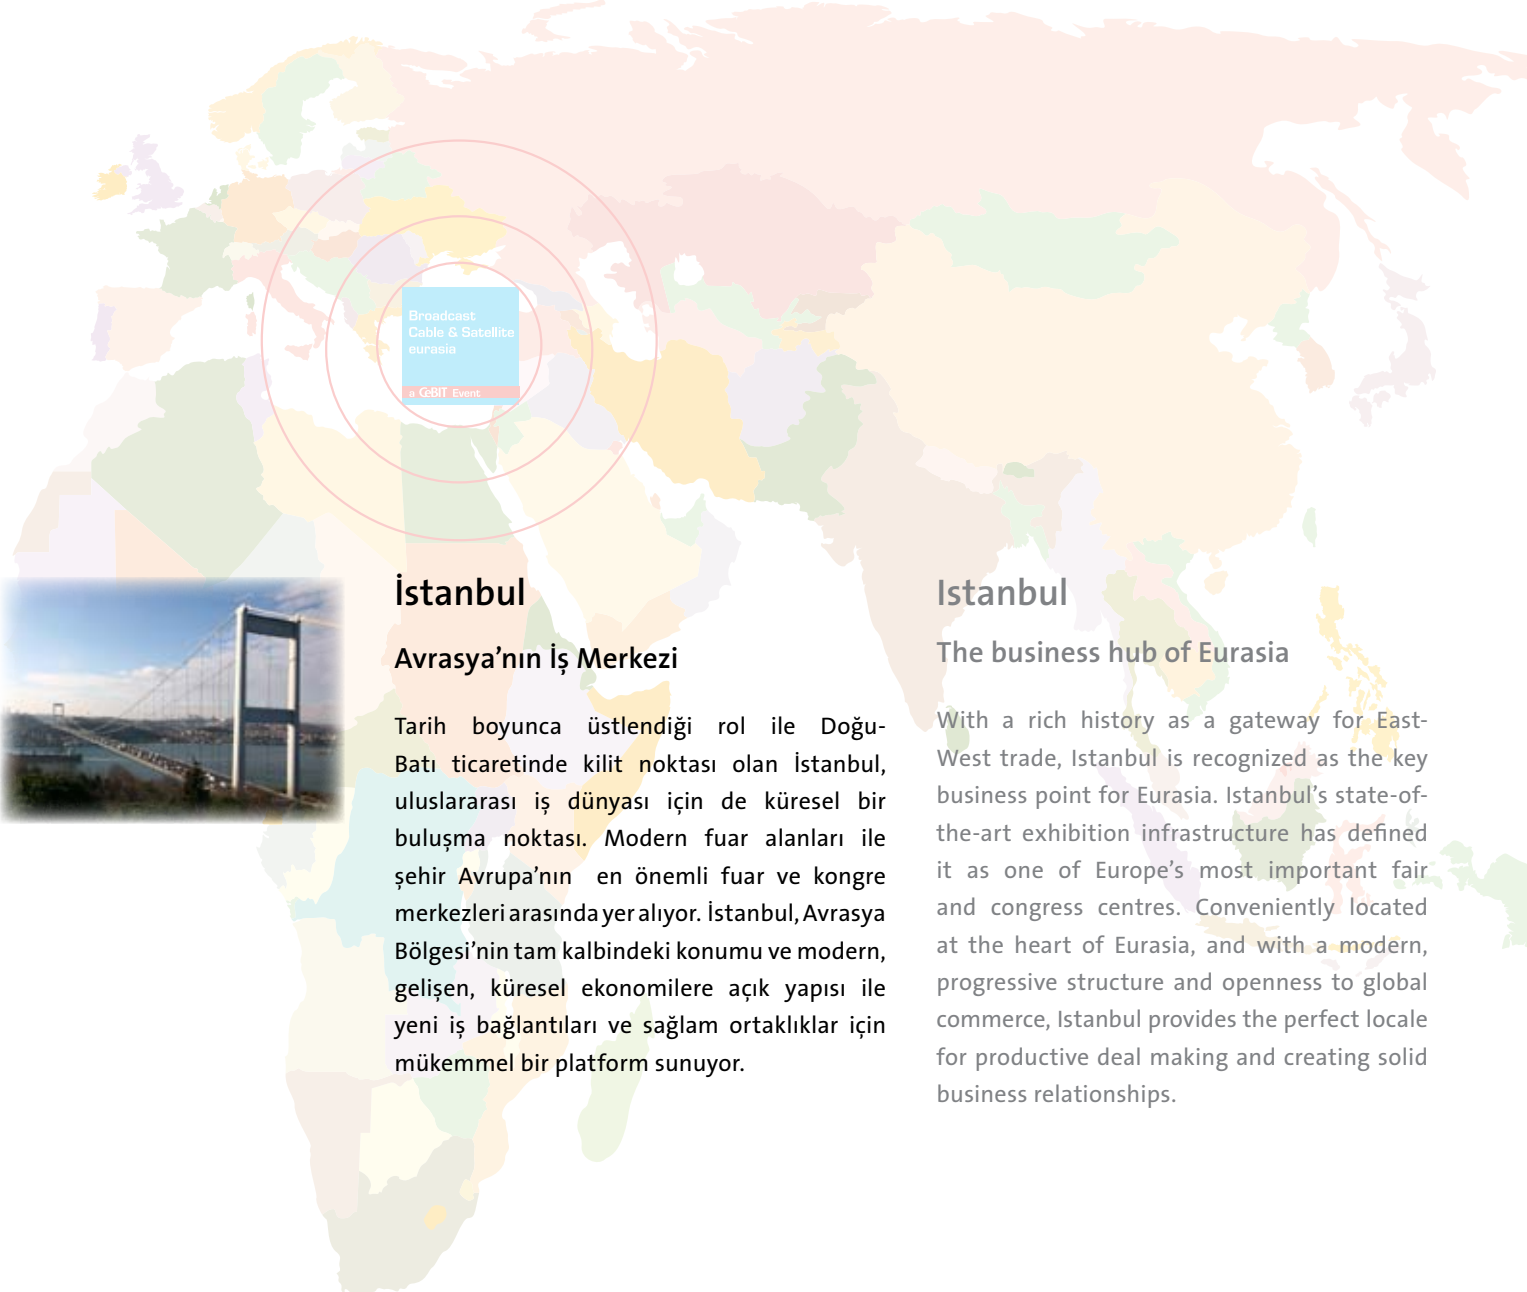 Broadcast
Cable & Satellite
eurasia
a CeBIT Event
İstanbul
Avrasya’nın İş Merkezi
Tarih boyunca üstlendiği rol ile Doğu-
Batı ticaretinde kilit noktası olan İstanbul,
uluslararası iş dünyası için de küresel bir
buluşma noktası. Modern fuar alanları ile
şehir Avrupa’nın en önemli fuar ve kongre
merkezleri arasında yer alıyor. İstanbul, Avrasya
Bölgesi’nin tam kalbindeki konumu ve modern,
gelişen, küresel ekonomilere açık yapısı ile
yeni iş bağlantıları ve sağlam ortaklıklar için
mükemmel bir platform sunuyor.
Istanbul
The business hub of Eurasia
With a rich history as a gateway for East-
West trade, Istanbul is recognized as the key
business point for Eurasia. Istanbul’s state-of-
the-art exhibition infrastructure has defined
it as one of Europe’s most important fair
and congress centres. Conveniently located
at the heart of Eurasia, and with a modern,
progressive structure and openness to global
commerce, Istanbul provides the perfect locale
for productive deal making and creating solid
business relationships.